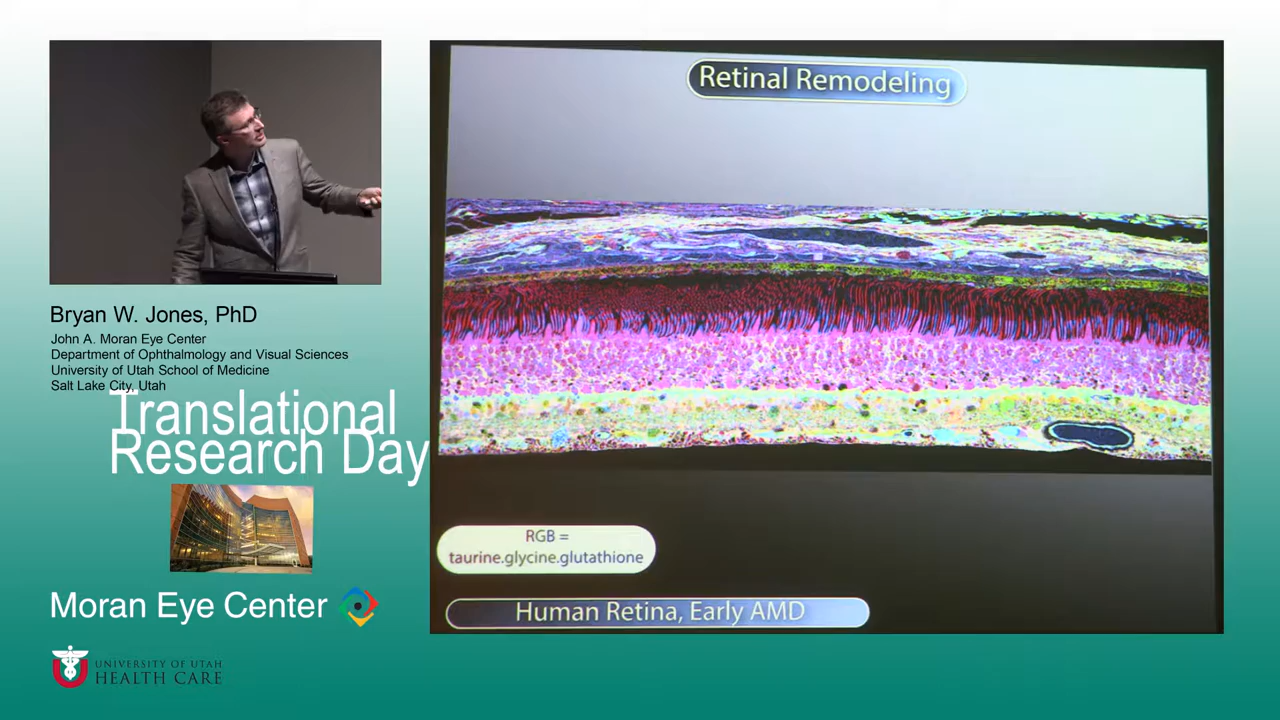 Bryan W. Jones, PhD
John A. Moran Eye Center
Department of Ophthalmology and Visual Sciences
University of Utah School of Medicine
Salt Lake City, Utah
Translational
Research Day
Moran Eye Center
UNIVERSITY OF UTAH
HEALTH CARE
Retinal Remodeling
RGB =
taurine.glycine.glutathione
Human Retina, Early AMD